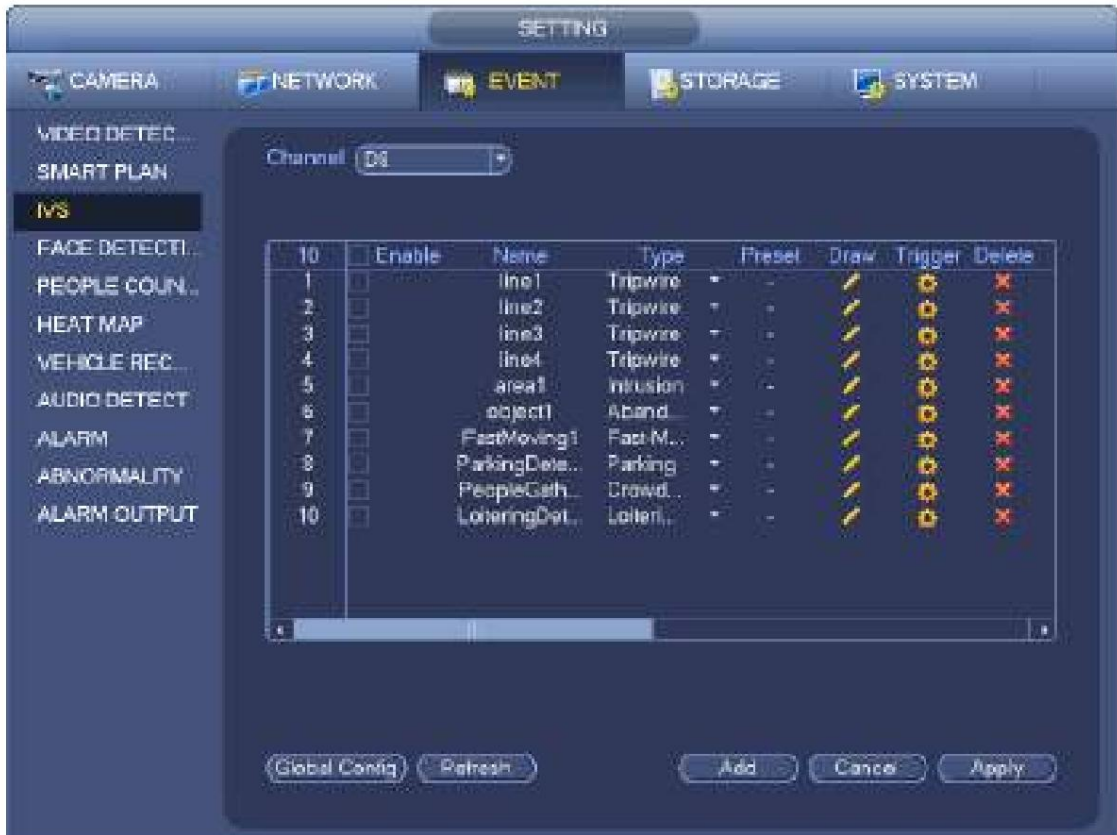 SETTING
CAMERA NETWORK EVENT STORAGE SYSTEM
VIDEO DETEC...
SMART PLAN
IVS
FACE DETECTI...
PEOPLE COUN...
HEAT MAP
VEHICLE REC...
AUDIO DETECT
ALARM
ABNORMALITY
ALARM OUTPUT
Channel
10 Enable Name Type Preset Draw Trigger Delete
1 line1 Tripwire -
2 line2 Tripwire -
3 line3 Tripwire -
4 line4 Tripwire -
5 area1 Intrusion -
6 object1 Aband... -
7 FastMoving1 Fast-M... -
8 ParkingDete... Parking -
9 PeopleGath... Crowd... -
10 LoiteringDet... Loiteri... -
Global Config Refresh Add Cancel Apply